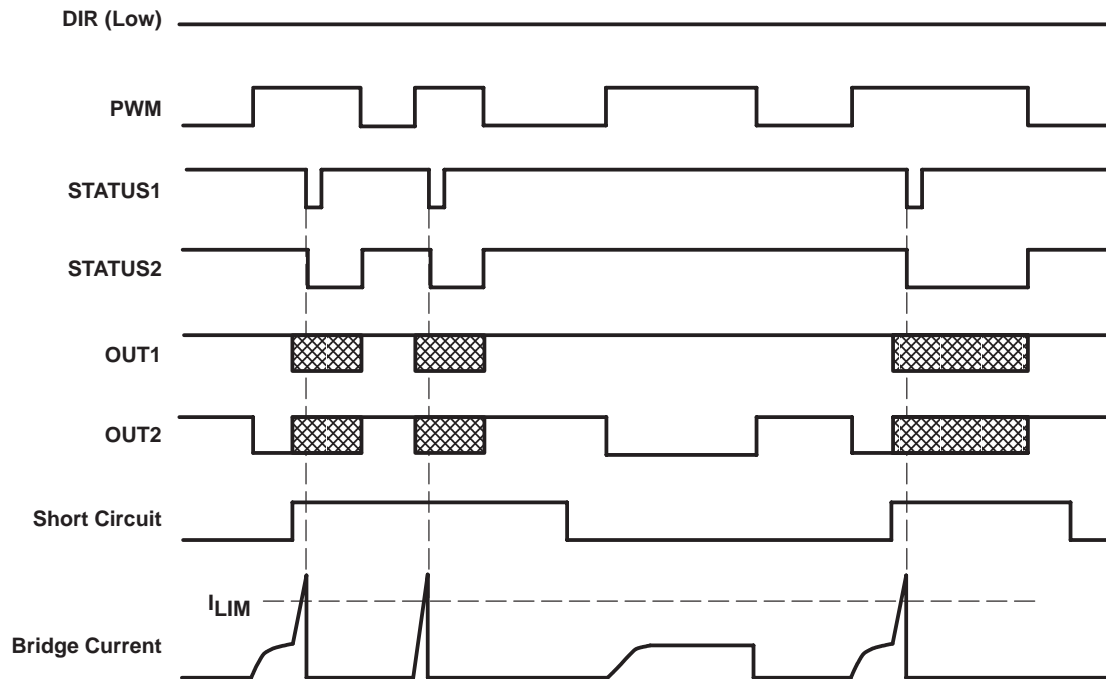 DIR (Low)
PWM
STATUS1
STATUS2
OUT1
OUT2
Short Circuit
ILIM
Bridge Current